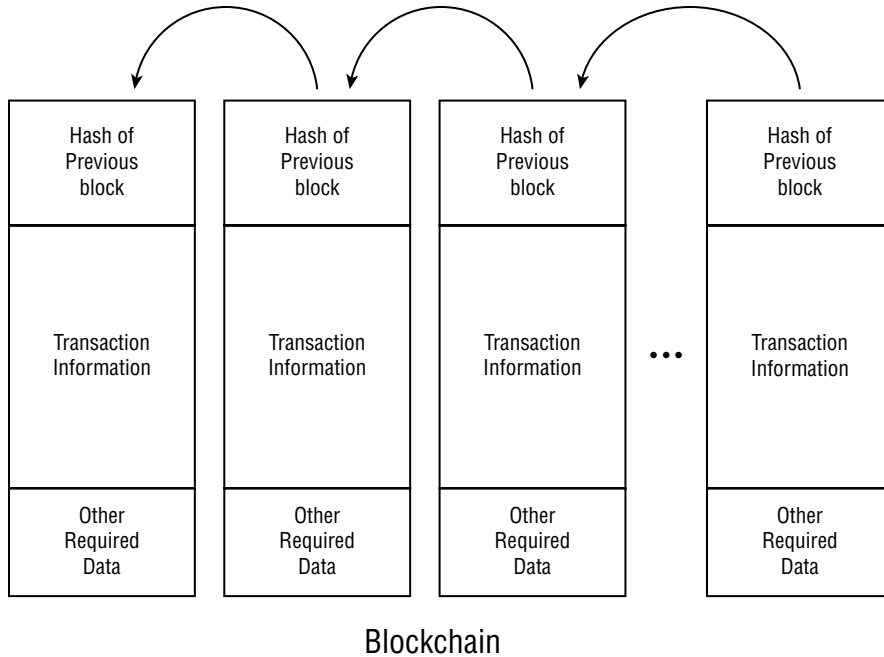 Hash of
Previous
block
Hash of
Previous
block
Hash of
Previous
block
Hash of
Previous
block
Transaction
Information
Transaction
Information
Transaction
Information
...
Transaction
Information
Other
Required
Data
Other
Required
Data
Other
Required
Data
Other
Required
Data
Blockchain